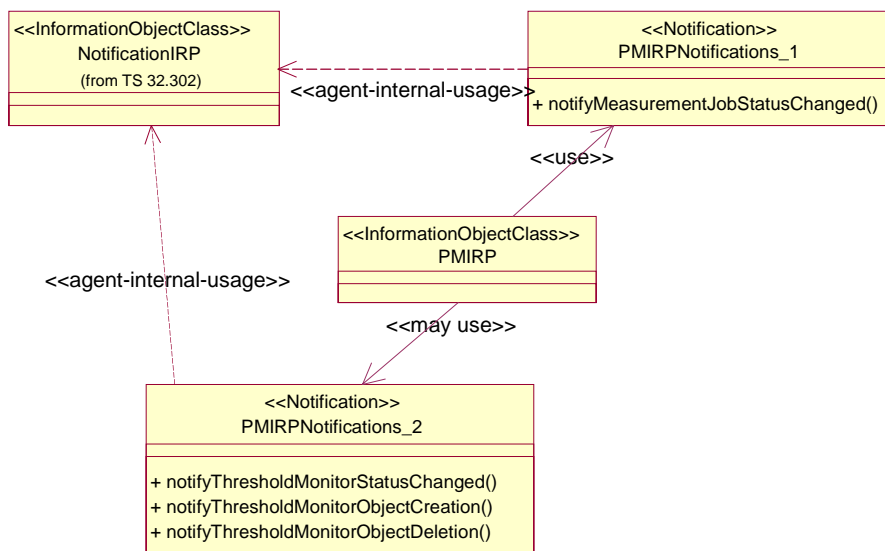 <<InformationObjectClass>>
NotificationIRP
(from TS 32.302)
<<Notification>>
PMIRPNotifications_1
+ notifyMeasurementJobStatusChanged()
<<agent-internal-usage>>
<<use>>
<<InformationObjectClass>>
PMIRP
<<agent-internal-usage>>
<<may use>>
<<Notification>>
PMIRPNotifications_2
+ notifyThresholdMonitorStatusChanged()
+ notifyThresholdMonitorObjectCreation()
+ notifyThresholdMonitorObjectDeletion()